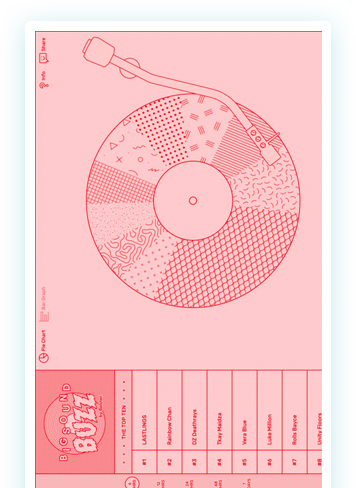 BIGSOUND
BUZZ
THE TOP TEN
#1 LASTLINGS
#2 Rainbow Chan
#3 DZ Deathrays
#4 Tkay Maidza
#5 Vera Blue
#6 Luke Million
#7 Rolls Bayce
#8 Unity Floors
Pie Chart
Bar Graph
Info
Share